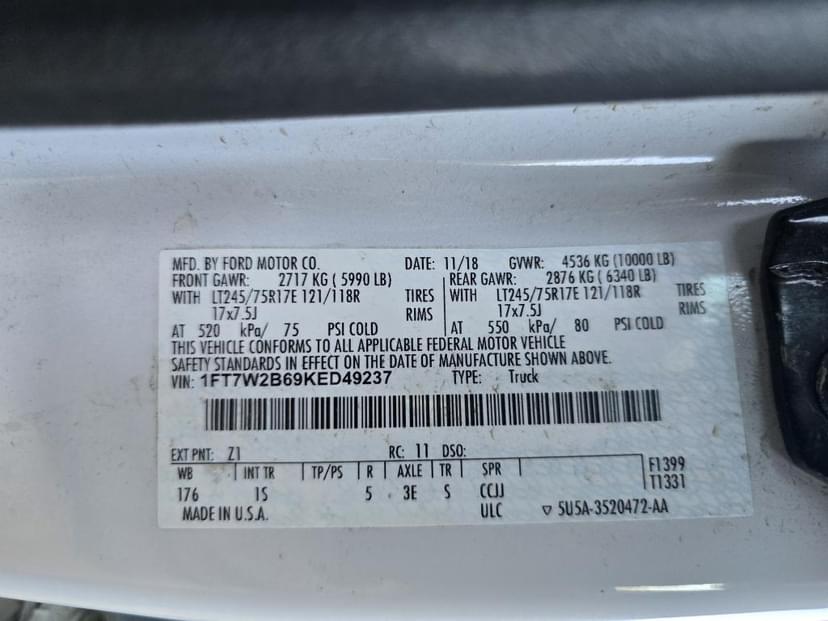 MFD. BY FORD MOTOR CO. DATE: 11/18 GVWR: 4536 KG (10000 LB)
FRONT GAWR: 2717 KG ( 5990 LB) REAR GAWR: 2876 KG ( 6340 LB)
WITH LT245/75R17E 121/118R TIRES WITH LT245/75R17E 121/118R TIRES
17x7.5J RIMS 17x7.5J RIMS
AT 520 kPa/ 75 PSI COLD AT 550 kPa/ 80 PSI COLD
THIS VEHICLE CONFORMS TO ALL APPLICABLE FEDERAL MOTOR VEHICLE
SAFETY STANDARDS IN EFFECT ON THE DATE OF MANUFACTURE SHOWN ABOVE.
VIN: 1FT7W2B69KED49237 TYPE: Truck
EXT PNT: Z1 RC: 11 DSO:
WB INT TR TP/PS R AXLE TR SPR F1399
176 IS 5 3E S CCJJ T1331
MADE IN U.S.A. ULC ▽ 5U5A-3520472-AA